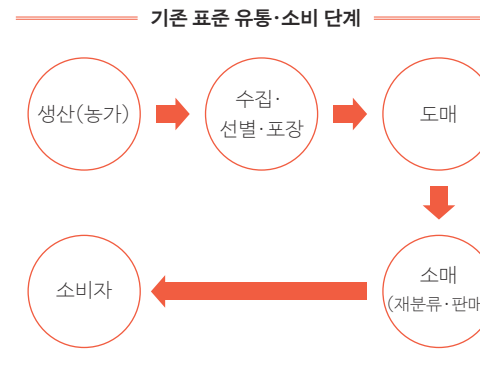 기존 표준 유통·소비 단계
생산(농가)
수집·
선별·포장
도매
소매
(재분류·판매
소비자